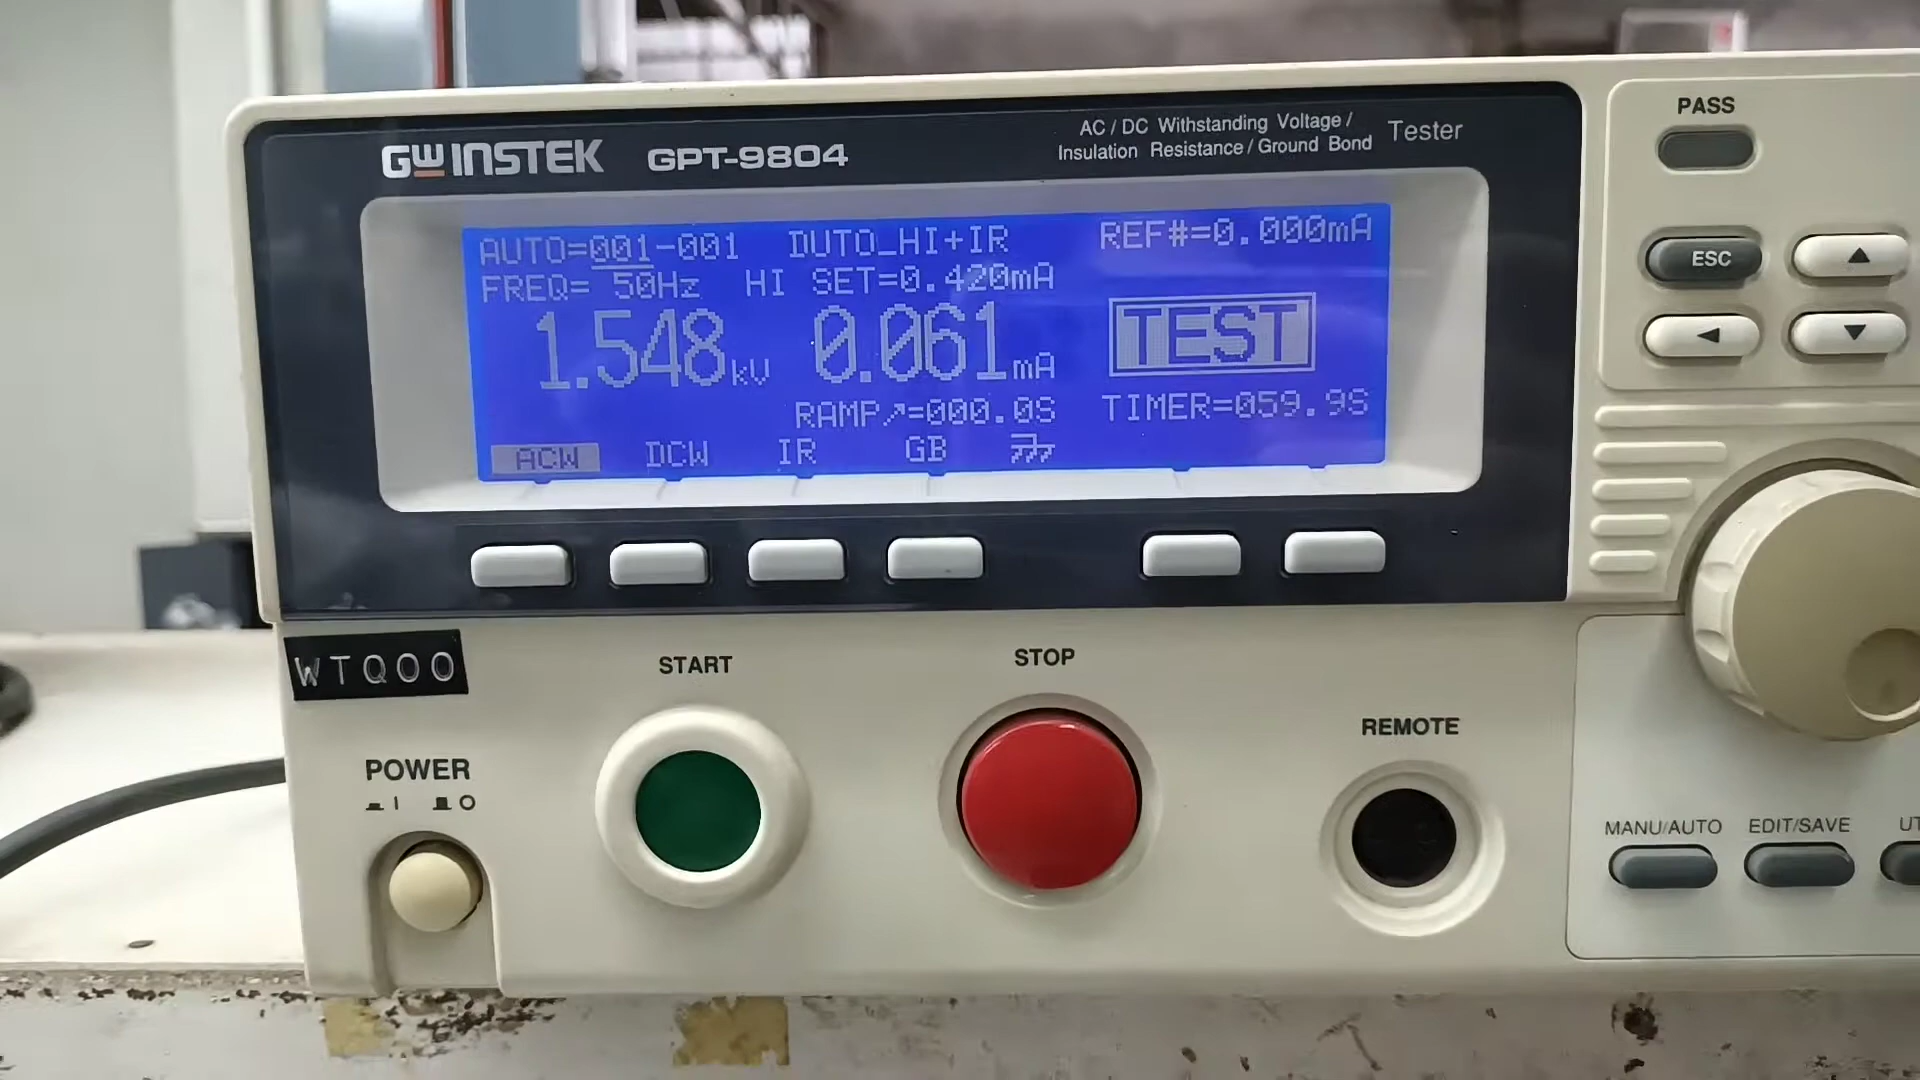 GWINSTEK GPT-9804
AC / DC Withstanding Voltage /
Insulation Resistance / Ground Bond
Tester
AUTO=001-001 DUTO_HI+IR REF#=0.000mA
FREQ= 50Hz HI SET=0.420mA
1.548kV 0.061mA TEST
RAMP↗=000.0S TIMER=059.9S
ACW DCW IR GB
PASS
ESC
WTQ00
START
STOP
REMOTE
POWER
I O
MANU/AUTO EDIT/SAVE